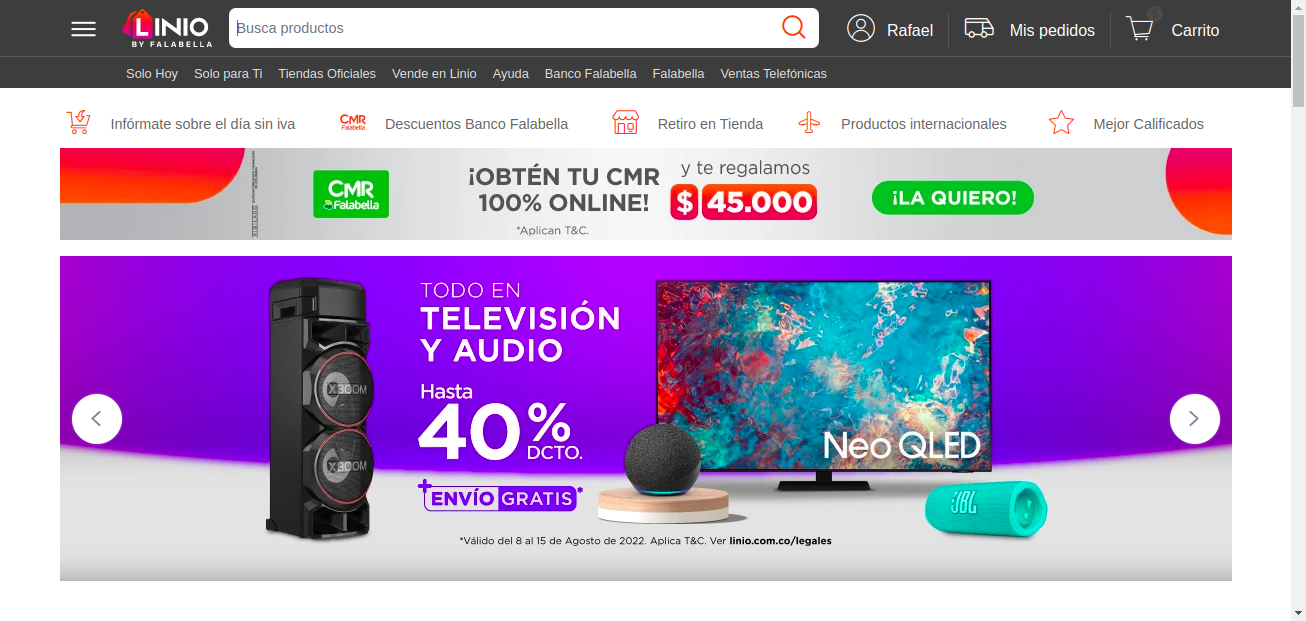 LINIO
BY FALABELLA
Busca productos
Rafael
Mis pedidos
0
Carrito
Solo Hoy
Solo para Ti
Tiendas Oficiales
Vende en Linio
Ayuda
Banco Falabella
Falabella
Ventas Telefónicas
Infórmate sobre el día sin iva
CMR
Falabella
Descuentos Banco Falabella
Retiro en Tienda
Productos internacionales
Mejor Calificados
VIGILADO
CMR
Falabella
¡OBTÉN TU CMR
100% ONLINE!
*Aplican T&C.
y te regalamos
$ 45.000
¡LA QUIERO!
TODO EN
TELEVISIÓN
Y AUDIO
Hasta
40%
DCTO.
+ENVÍO GRATIS*
XBOOM
XBOOM
Neo QLED
JBL
*Válido del 8 al 15 de Agosto de 2022. Aplica T&C. Ver linio.com.co/legales